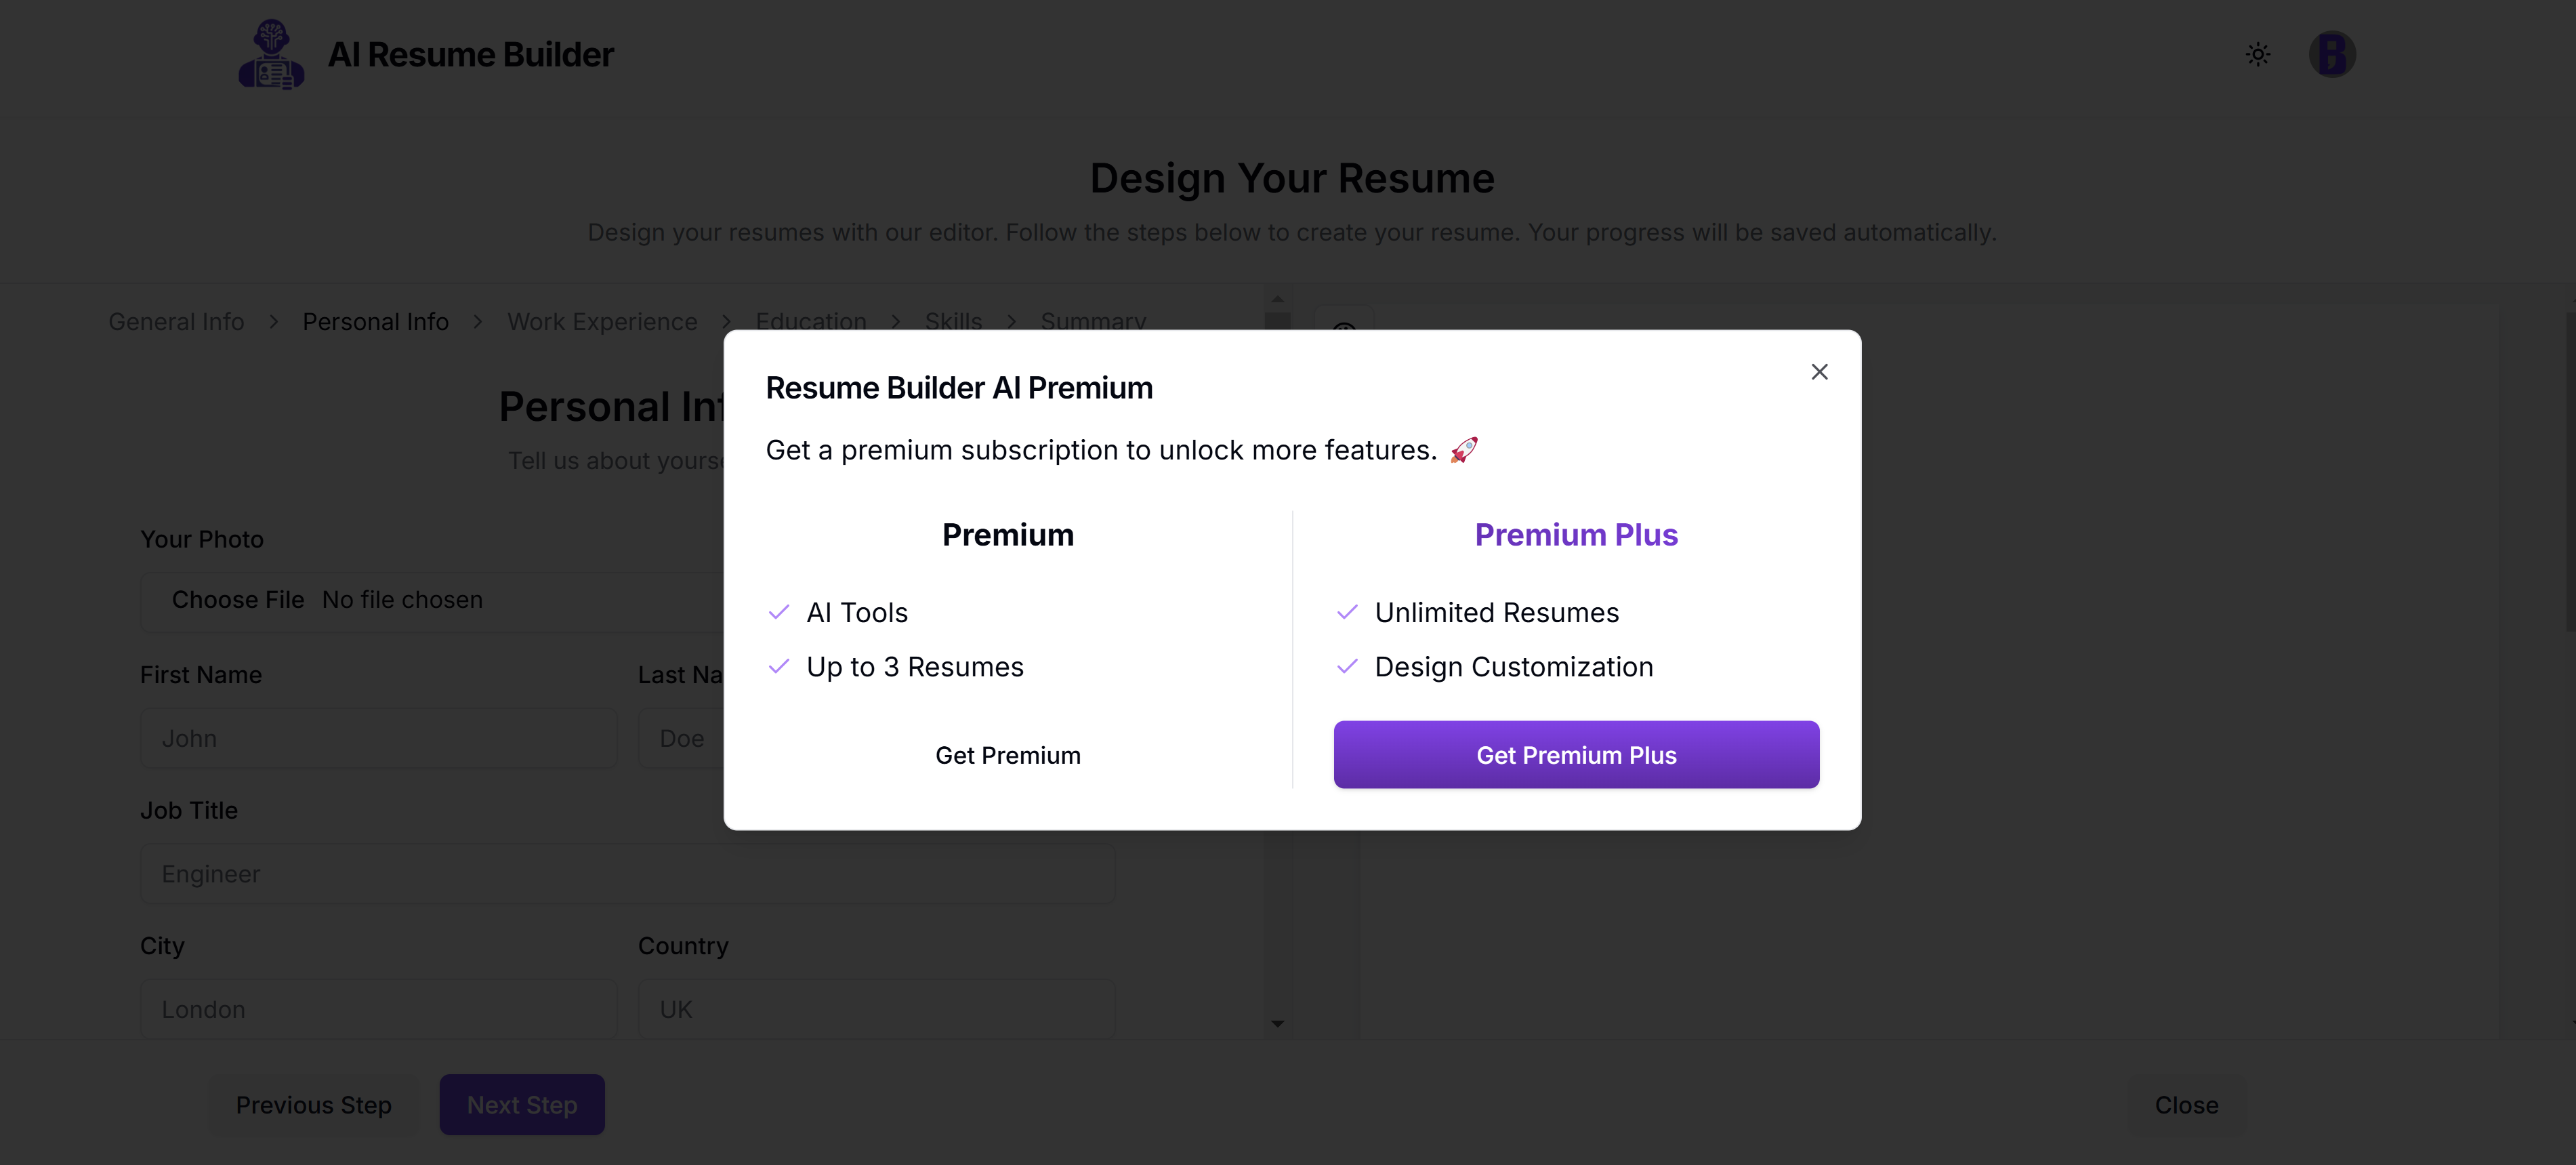 AI Resume Builder
Design Your Resume
Design your resumes with our editor. Follow the steps below to create your resume. Your progress will be saved automatically.
General Info > Personal Info > Work Experience > Education > Skills > Summary
Resume Builder AI Premium
Get a premium subscription to unlock more features. 🚀
Premium
AI Tools
Up to 3 Resumes
Get Premium
Premium Plus
Unlimited Resumes
Design Customization
Get Premium Plus
Personal Inf
Tell us about yourse
Your Photo
Choose File No file chosen
First Name
Last Na
John
Doe
Job Title
Engineer
City
Country
London
UK
Previous Step
Next Step
Close